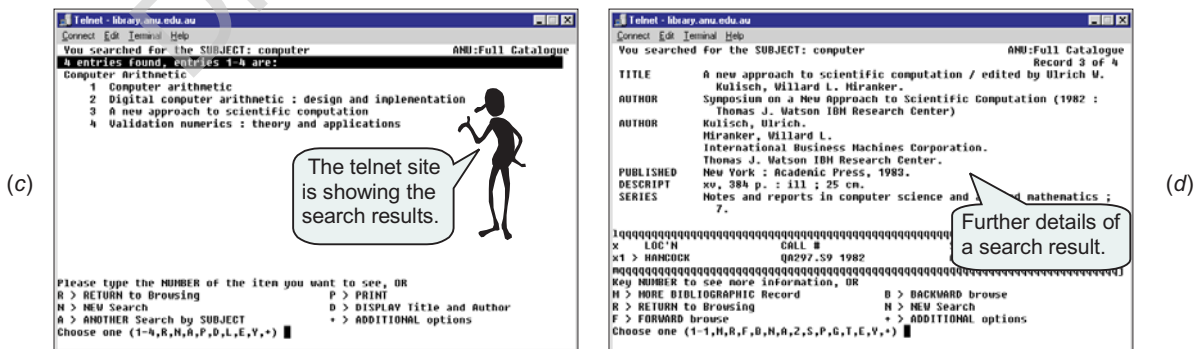 (c)
Telnet - library.anu.edu.au
Connect Edit Terminal Help
You searched for the SUBJECT: computer ANU:Full Catalogue
4 entries found, entries 1-4 are:
Computer Arithmetic
1 Computer arithmetic
2 Digital computer arithmetic : design and implementation
3 A new approach to scientific computation
4 Validation numerics : theory and applications
The telnet site
is showing the
search results.
Please type the NUMBER of the item you want to see, OR
R > RETURN to Browsing P > PRINT
N > NEW Search D > DISPLAY Title and Author
A > ANOTHER Search by SUBJECT + > ADDITIONAL options
Choose one (1-4,R,N,A,P,D,L,E,Y,+)
(d)
Telnet - library.anu.edu.au
Connect Edit Terminal Help
You searched for the SUBJECT: computer ANU:Full Catalogue
Record 3 of 4
TITLE A new approach to scientific computation / edited by Ulrich W.
Kulisch, Willard L. Miranker.
AUTHOR Symposium on a New Approach to Scientific Computation (1982 :
Thomas J. Watson IBM Research Center)
AUTHOR Kulisch, Ulrich.
Miranker, Willard L.
International Business Machines Corporation.
Thomas J. Watson IBM Research Center.
PUBLISHED New York : Academic Press, 1983.
DESCRIPT xv, 384 p. : ill ; 25 cm.
SERIES Notes and reports in computer science and mathematics ;
7.
Further details of
a search result.
x LOC'N CALL #
x1 > HANCOCK QA297.S9 1982
Key NUMBER to see more information, OR
M > MORE BIBLIOGRAPHIC Record B > BACKWARD browse
R > RETURN to Browsing N > NEW Search
F > FORWARD browse + > ADDITIONAL options
Choose one (1-1,M,R,F,B,N,A,Z,S,P,G,T,E,Y,+)